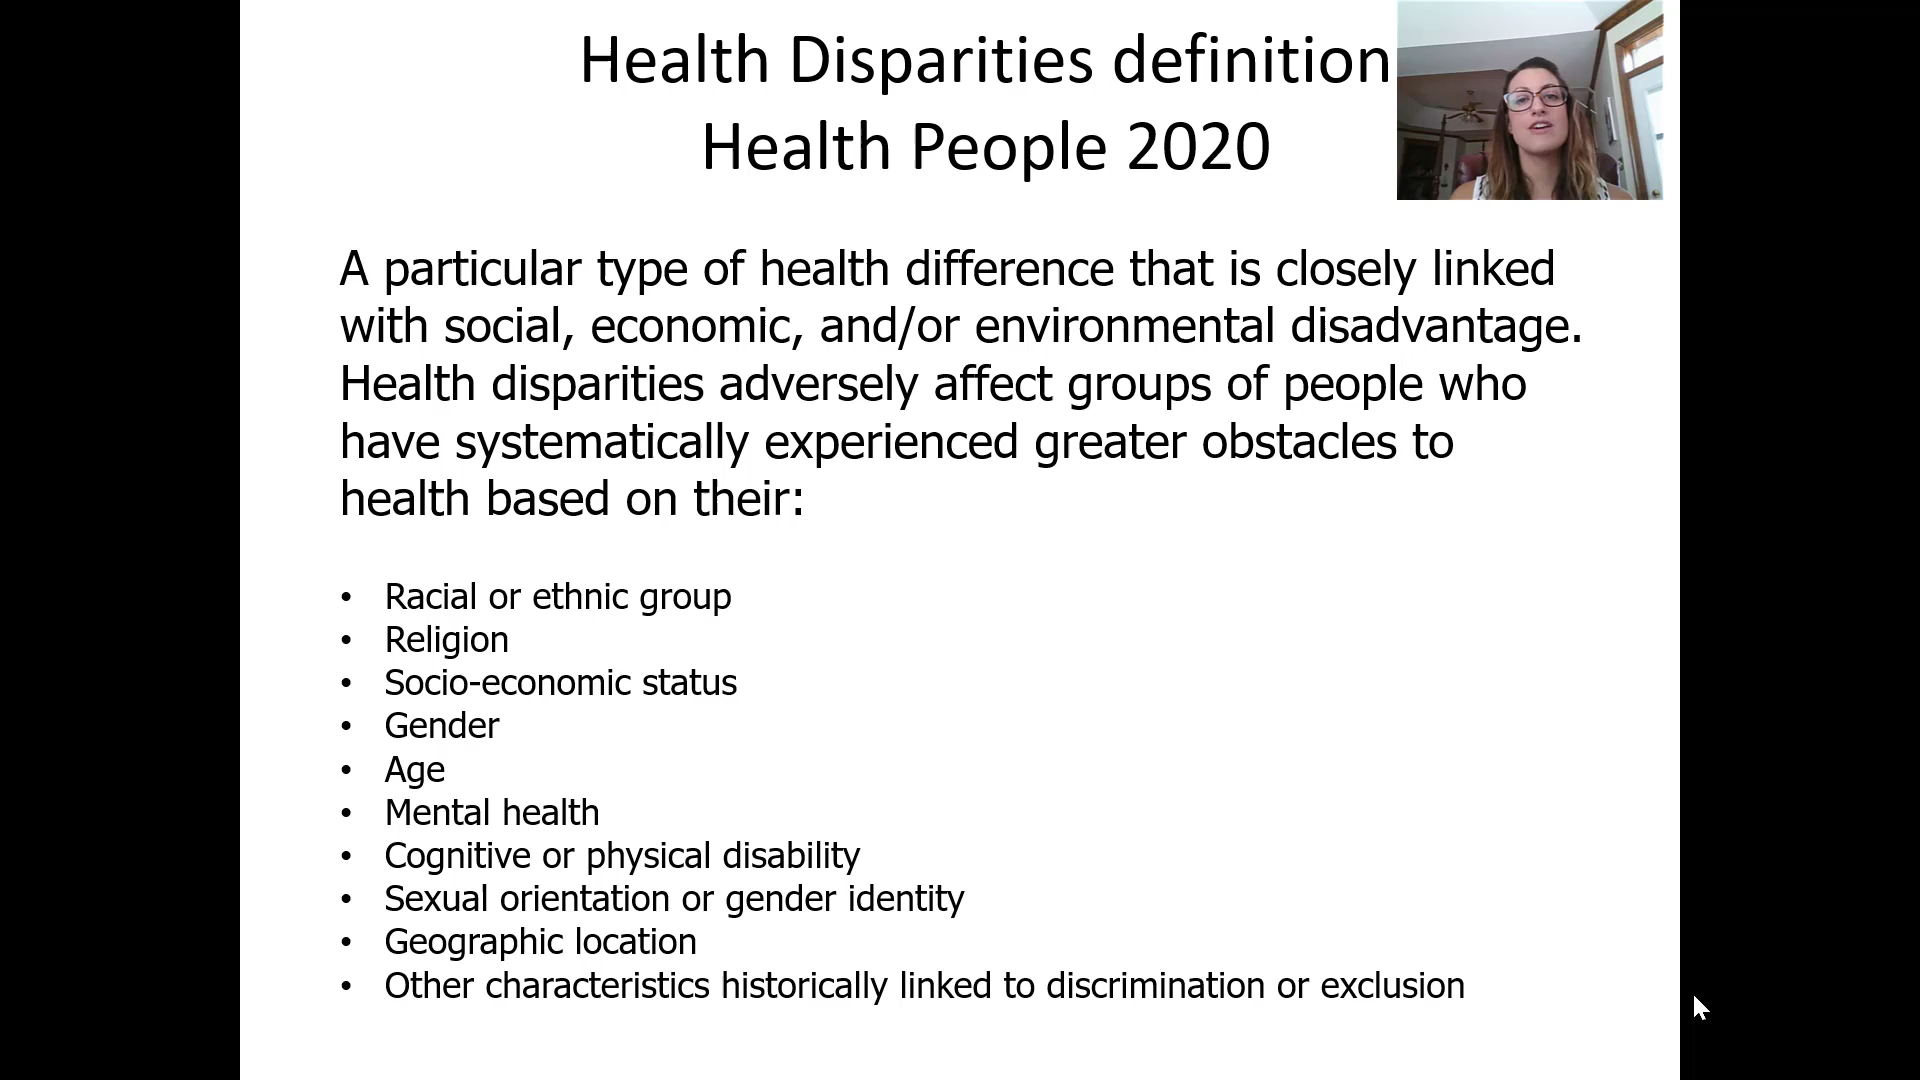 Health Disparities definition
Health People 2020
A particular type of health difference that is closely linked
with social, economic, and/or environmental disadvantage.
Health disparities adversely affect groups of people who
have systematically experienced greater obstacles to
health based on their:
• Racial or ethnic group
• Religion
• Socio-economic status
• Gender
• Age
• Mental health
• Cognitive or physical disability
• Sexual orientation or gender identity
• Geographic location
• Other characteristics historically linked to discrimination or exclusion